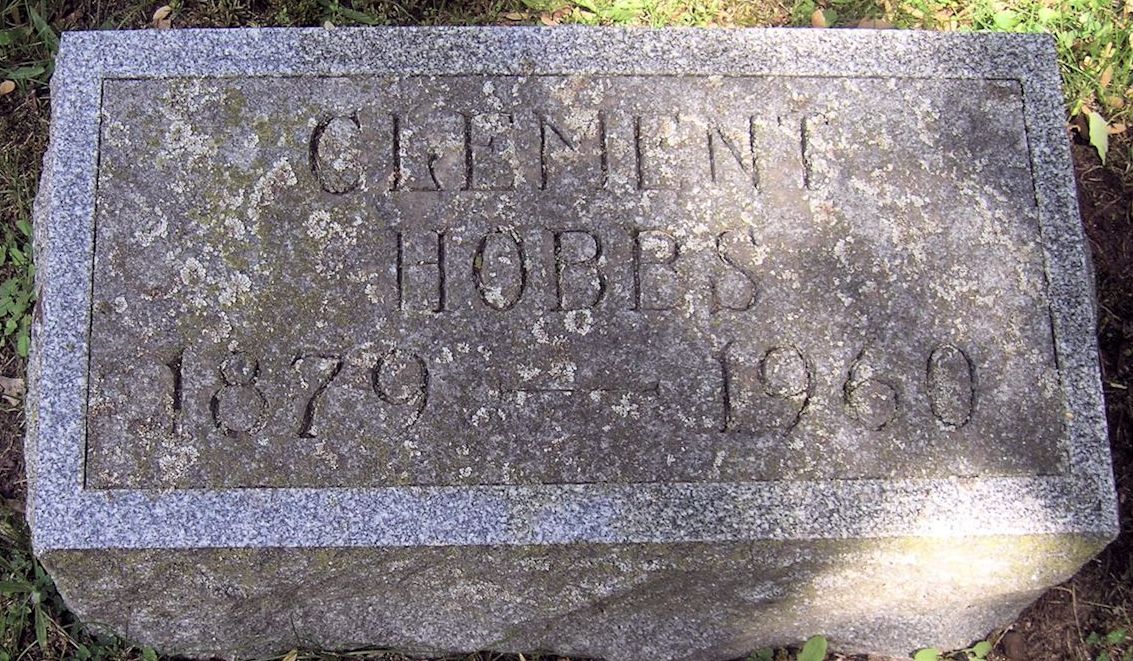 CLEMENT
HOBBS
1879 — 1960